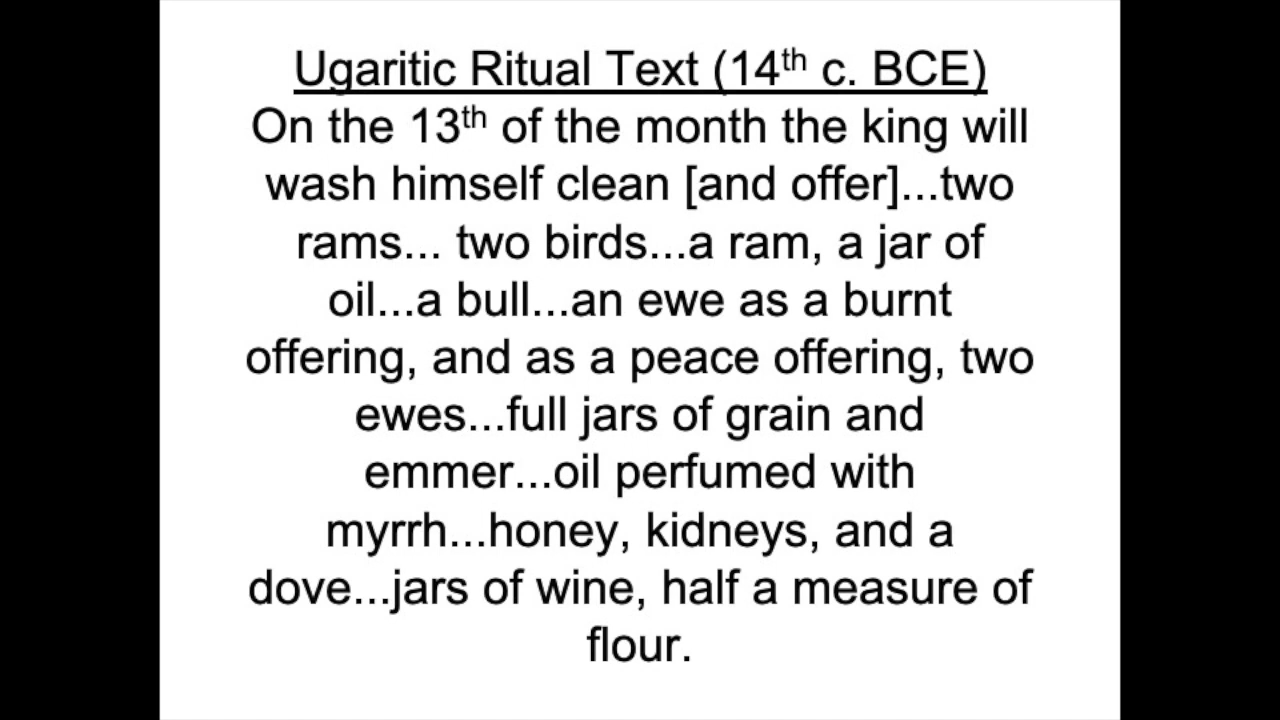 Ugaritic Ritual Text (14th c. BCE)
On the 13th of the month the king will
wash himself clean [and offer]...two
rams... two birds...a ram, a jar of
oil...a bull...an ewe as a burnt
offering, and as a peace offering, two
ewes...full jars of grain and
emmer...oil perfumed with
myrrh...honey, kidneys, and a
dove...jars of wine, half a measure of
flour.